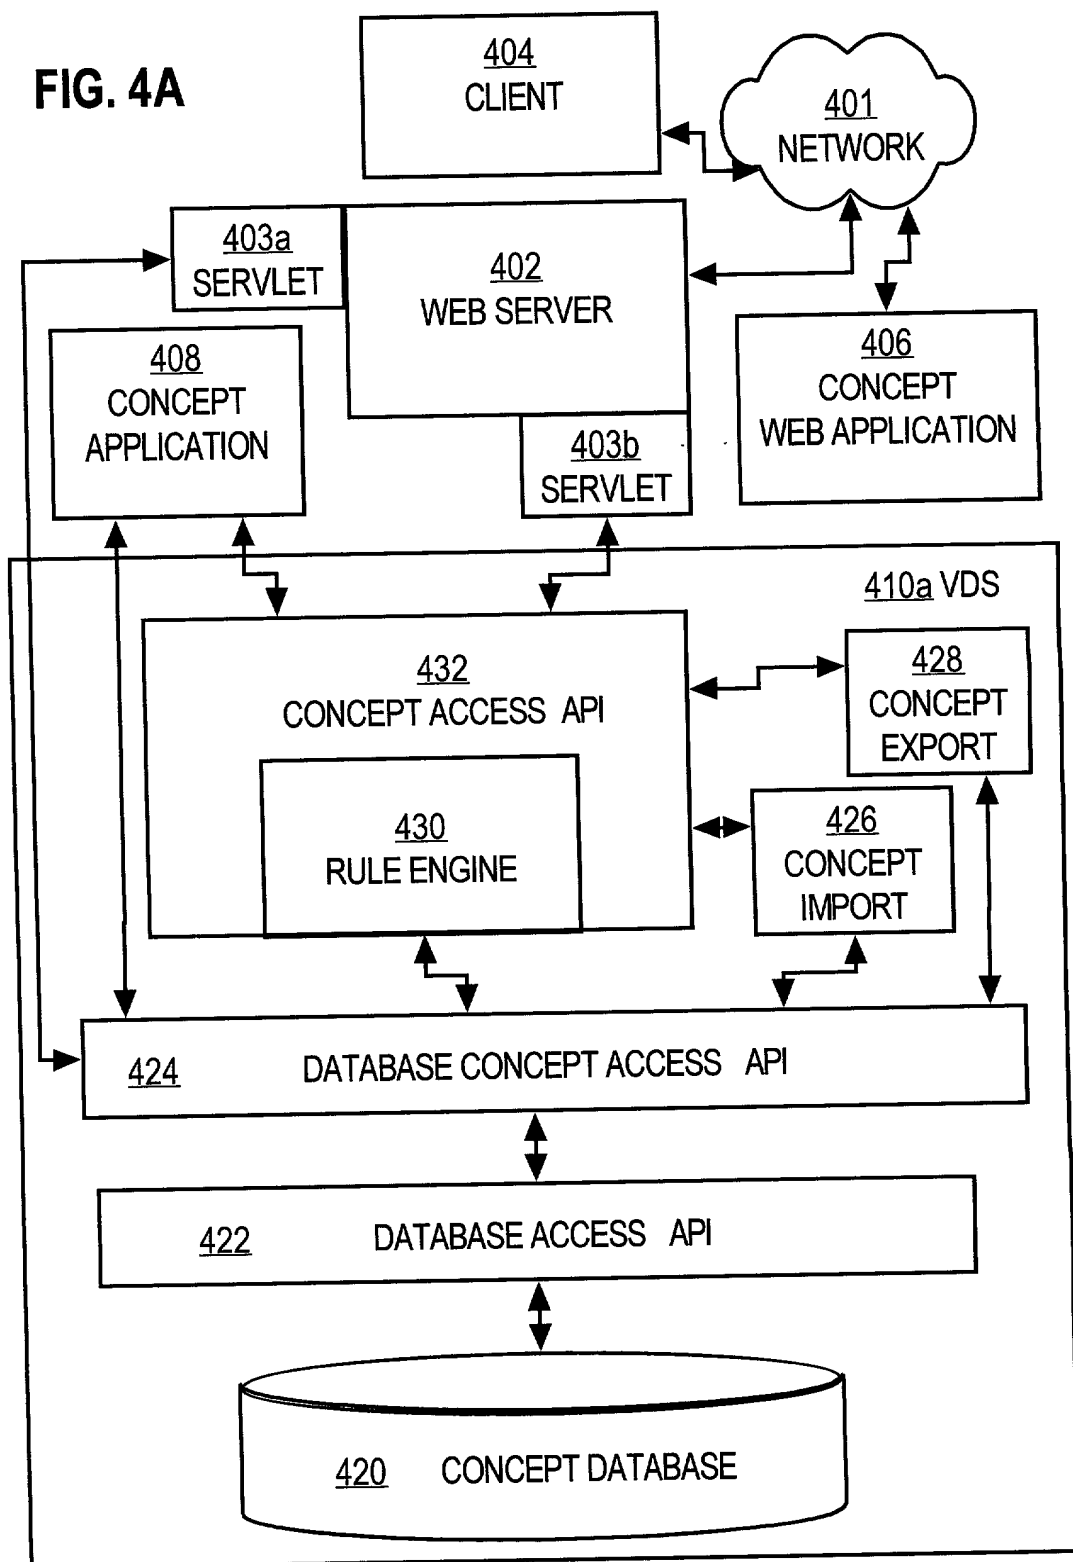 FIG. 4A
404
CLIENT
401
NETWORK
403a
SERVLET
402
WEB SERVER
408
CONCEPT
APPLICATION
406
CONCEPT
WEB APPLICATION
403b
SERVLET
410a VDS
432
CONCEPT ACCESS API
428
CONCEPT
EXPORT
430
RULE ENGINE
426
CONCEPT
IMPORT
424 DATABASE CONCEPT ACCESS API
422 DATABASE ACCESS API
420 CONCEPT DATABASE